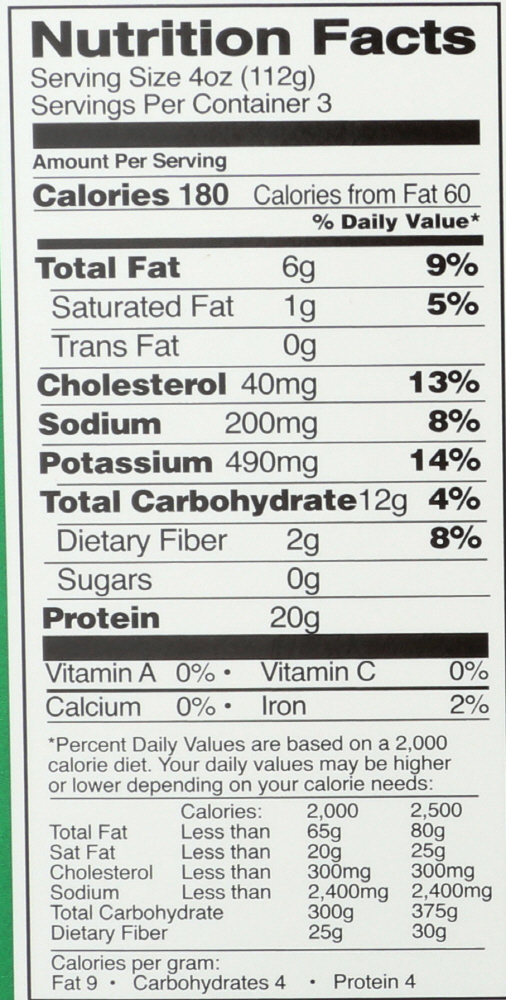 Nutrition Facts
Serving Size 4oz (112g)
Servings Per Container 3
Amount Per Serving
Calories 180 Calories from Fat 60
% Daily Value*
Total Fat 6g 9%
Saturated Fat 1g 5%
Trans Fat 0g
Cholesterol 40mg 13%
Sodium 200mg 8%
Potassium 490mg 14%
Total Carbohydrate 12g 4%
Dietary Fiber 2g 8%
Sugars 0g
Protein 20g
Vitamin A 0% • Vitamin C 0%
Calcium 0% • Iron 2%
*Percent Daily Values are based on a 2,000
calorie diet. Your daily values may be higher
or lower depending on your calorie needs:
Calories: 2,000 2,500
Total Fat Less than 65g 80g
Sat Fat Less than 20g 25g
Cholesterol Less than 300mg 300mg
Sodium Less than 2,400mg 2,400mg
Total Carbohydrate 300g 375g
Dietary Fiber 25g 30g
Calories per gram:
Fat 9 • Carbohydrates 4 • Protein 4